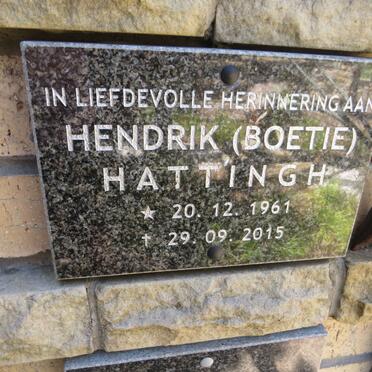 IN LIEFDEVOLLE HERINNERING AAN
HENDRIK (BOETIE)
HATTINGH
★ 20. 12. 1961
✝ 29. 09. 2015